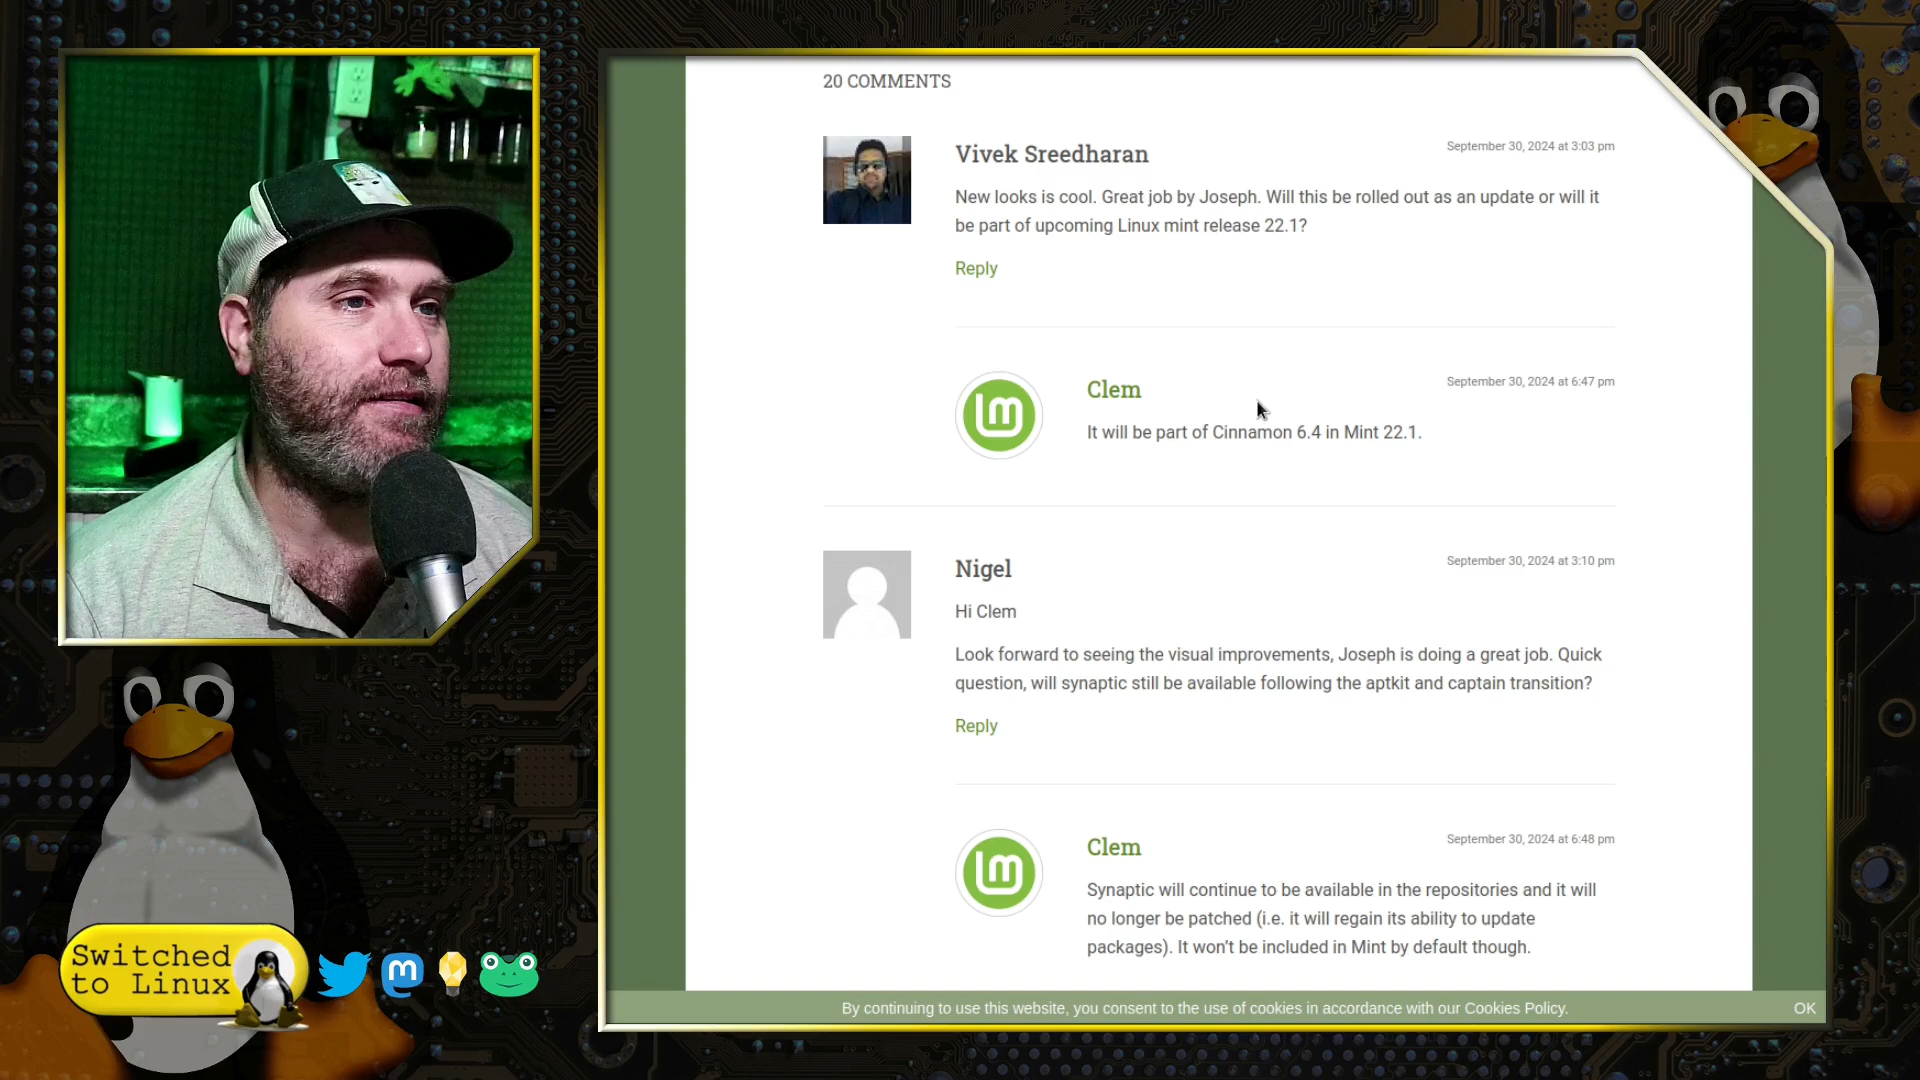 20 COMMENTS
Vivek Sreedharan
September 30, 2024 at 3:03 pm
New looks is cool. Great job by Joseph. Will this be rolled out as an update or will it
be part of upcoming Linux mint release 22.1?
Reply
Clem
September 30, 2024 at 6:47 pm
It will be part of Cinnamon 6.4 in Mint 22.1.
Nigel
September 30, 2024 at 3:10 pm
Hi Clem
Look forward to seeing the visual improvements, Joseph is doing a great job. Quick
question, will synaptic still be available following the aptkit and captain transition?
Reply
Clem
September 30, 2024 at 6:48 pm
Synaptic will continue to be available in the repositories and it will
no longer be patched (i.e. it will regain its ability to update
packages). It won’t be included in Mint by default though.
By continuing to use this website, you consent to the use of cookies in accordance with our Cookies Policy.
OK
Switched
to Linux